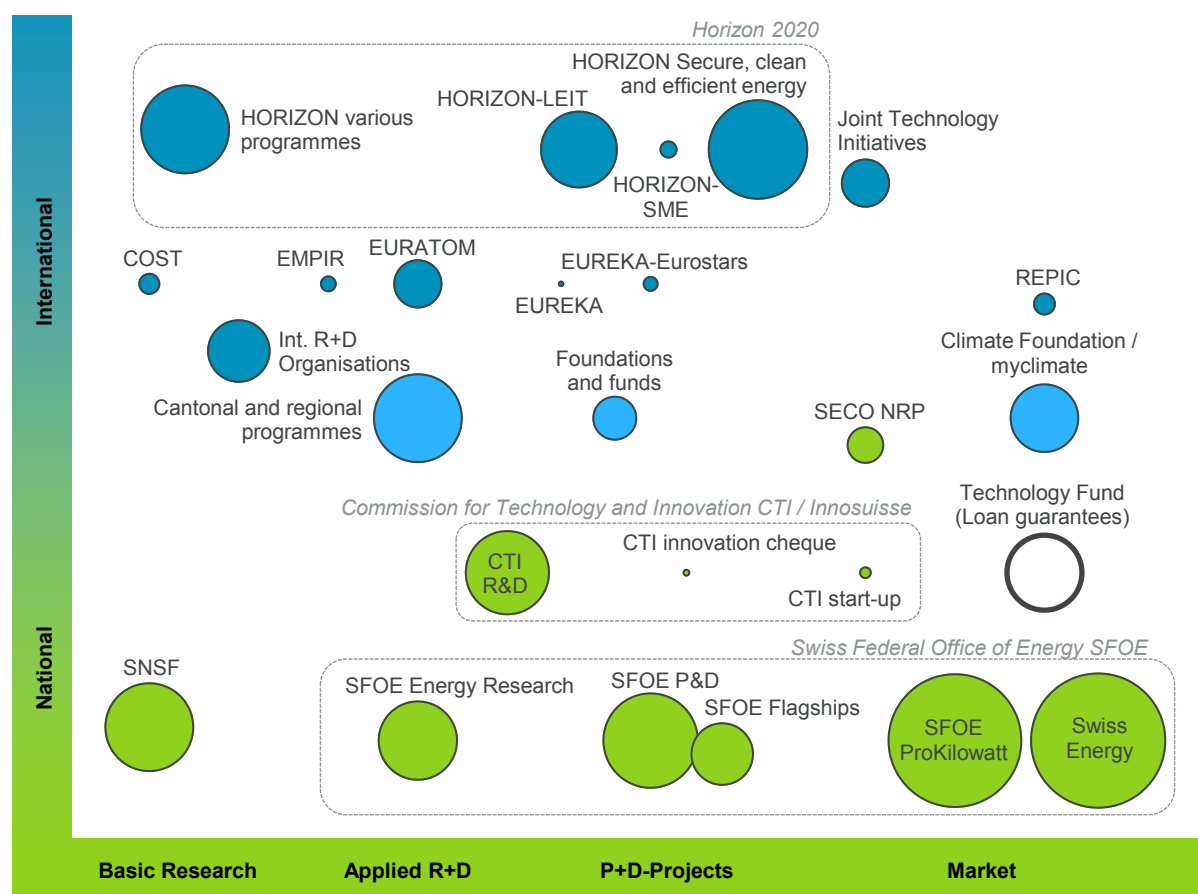 Horizon 2020
HORIZON Secure, clean
and efficient energy
HORIZON-LEIT
HORIZON various
programmes
Joint Technology
Initiatives
HORIZON-
SME
International
COST
EMPIR
EURATOM
EUREKA-Eurostars
EUREKA
REPIC
Int. R+D
Organisations
Foundations
and funds
Climate Foundation /
myclimate
Cantonal and regional
programmes
SECO NRP
Commission for Technology and Innovation CTI / Innosuisse
Technology Fund
(Loan guarantees)
CTI
R&D
CTI innovation cheque
CTI start-up
National
Swiss Federal Office of Energy SFOE
SNSF
SFOE Energy Research
SFOE P&D
SFOE Flagships
SFOE
ProKilowatt
Swiss
Energy
Basic Research
Applied R+D
P+D-Projects
Market